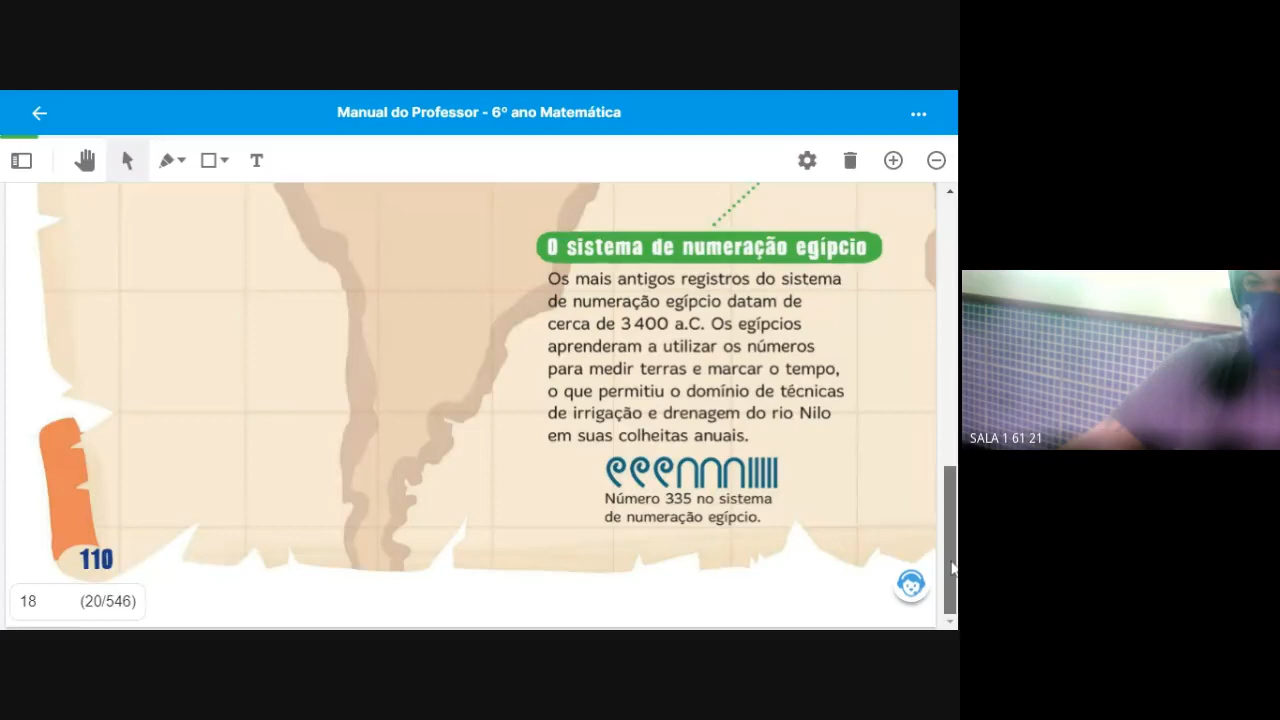 Manual do Professor - 6º ano Matemática
T
O sistema de numeração egípcio
Os mais antigos registros do sistema
de numeração egípcio datam de
cerca de 3 400 a.C. Os egípcios
aprenderam a utilizar os números
para medir terras e marcar o tempo,
o que permitiu o domínio de técnicas
de irrigação e drenagem do rio Nilo
em suas colheitas anuais.
Número 335 no sistema
de numeração egípcio.
110
18 (20/546)
SALA 1 61 21